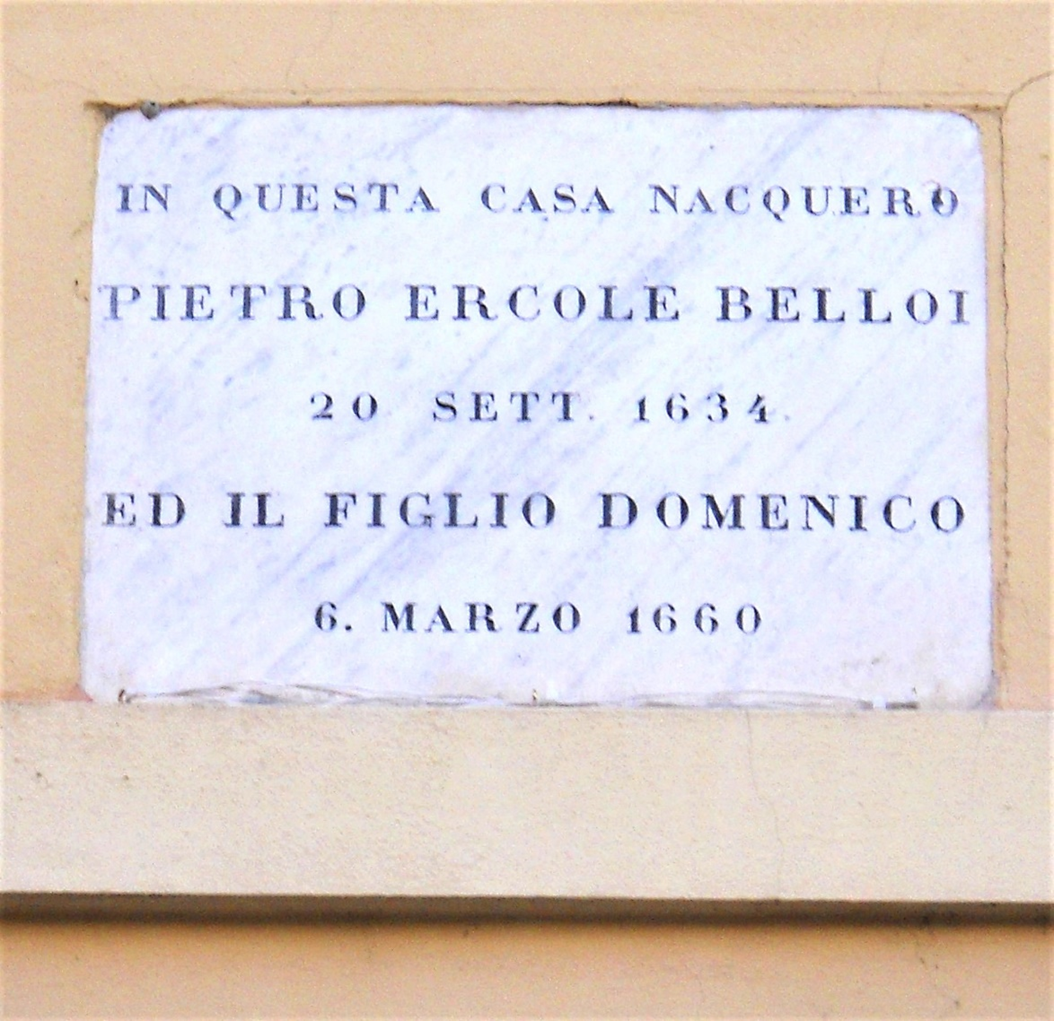 IN QUESTA CASA NACQUERO
PIETRO ERCOLE BELLOI
20 SETT. 1634.
ED IL FIGLIO DOMENICO
6. MARZO 1660